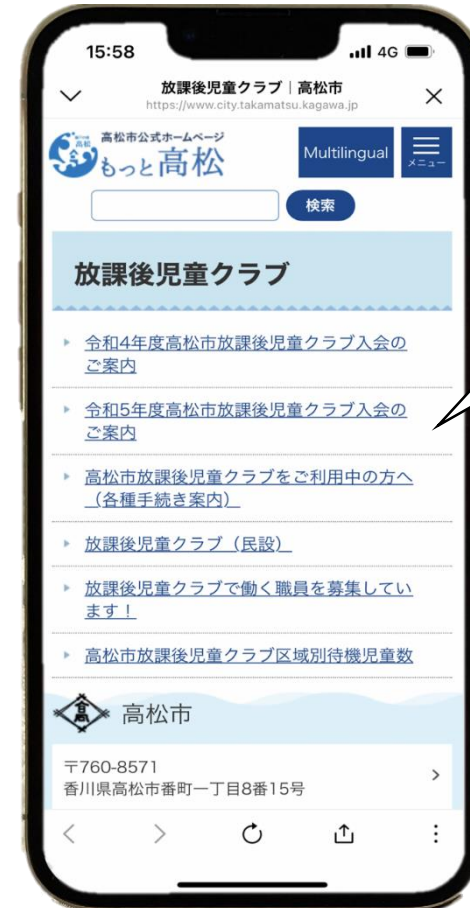 15:58
4G
放課後児童クラブ｜高松市
https://www.city.takamatsu.kagawa.jp
高松市公式ホームページ
もっと高松
Multilingual
メニュー
検索
放課後児童クラブ
令和4年度高松市放課後児童クラブ入会の
ご案内
令和5年度高松市放課後児童クラブ入会の
ご案内
高松市放課後児童クラブをご利用中の方へ
（各種手続き案内）
放課後児童クラブ（民設）
放課後児童クラブで働く職員を募集してい
ます！
高松市放課後児童クラブ区域別待機児童数
高松市
〒760-8571
香川県高松市番町一丁目8番15号